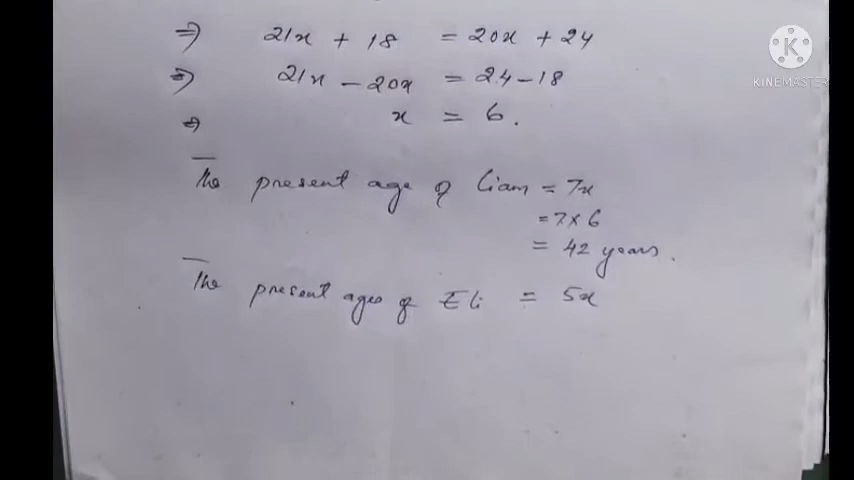 ⇒ 21x + 18 = 20x + 24
⇒ 21x - 20x = 24 - 18
⇒ x = 6.
The present age of Liam = 7x
= 7 × 6
= 42 years.
The present ages of Eli = 5x
K
KINEMASTER